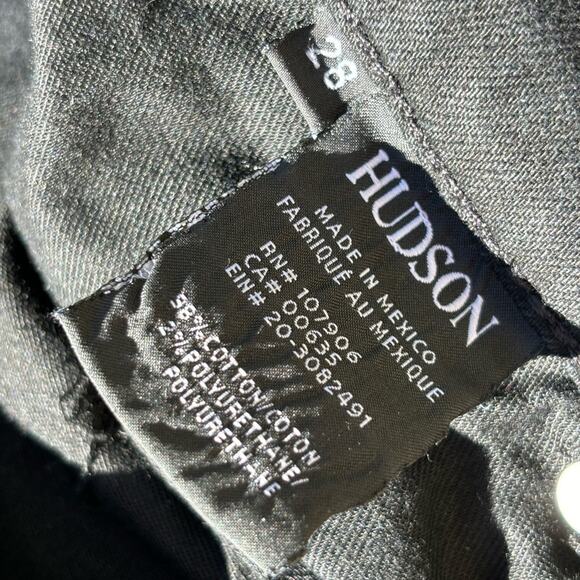 28
HUDSON
MADE IN MEXICO
FABRIQUÉ AU MEXIQUE
RN# 107906
CA# 00635
EIN# 20-3082491
98% COTTON/COTON
2% POLYURETHANE/
POLYURETHANE